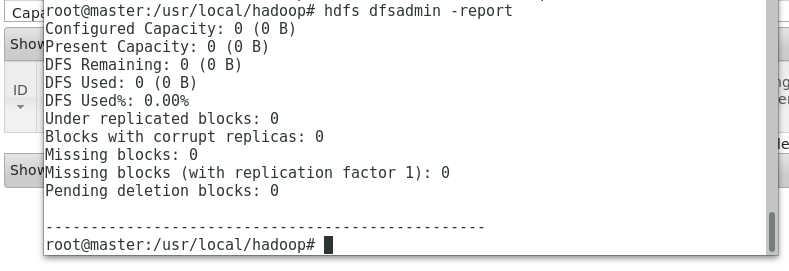 root@master:/usr/local/hadoop# hdfs dfsadmin -report
Capa
Configured Capacity: 0 (0 B)
Show
Present Capacity: 0 (0 B)
DFS Remaining: 0 (0 B)
DFS Used: 0 (0 B)
ID
DFS Used%: 0.00%
Under replicated blocks: 0
Blocks with corrupt replicas: 0
Missing blocks: 0
Show
Missing blocks (with replication factor 1): 0
Pending deletion blocks: 0
-------------------------------------------------
root@master:/usr/local/hadoop#